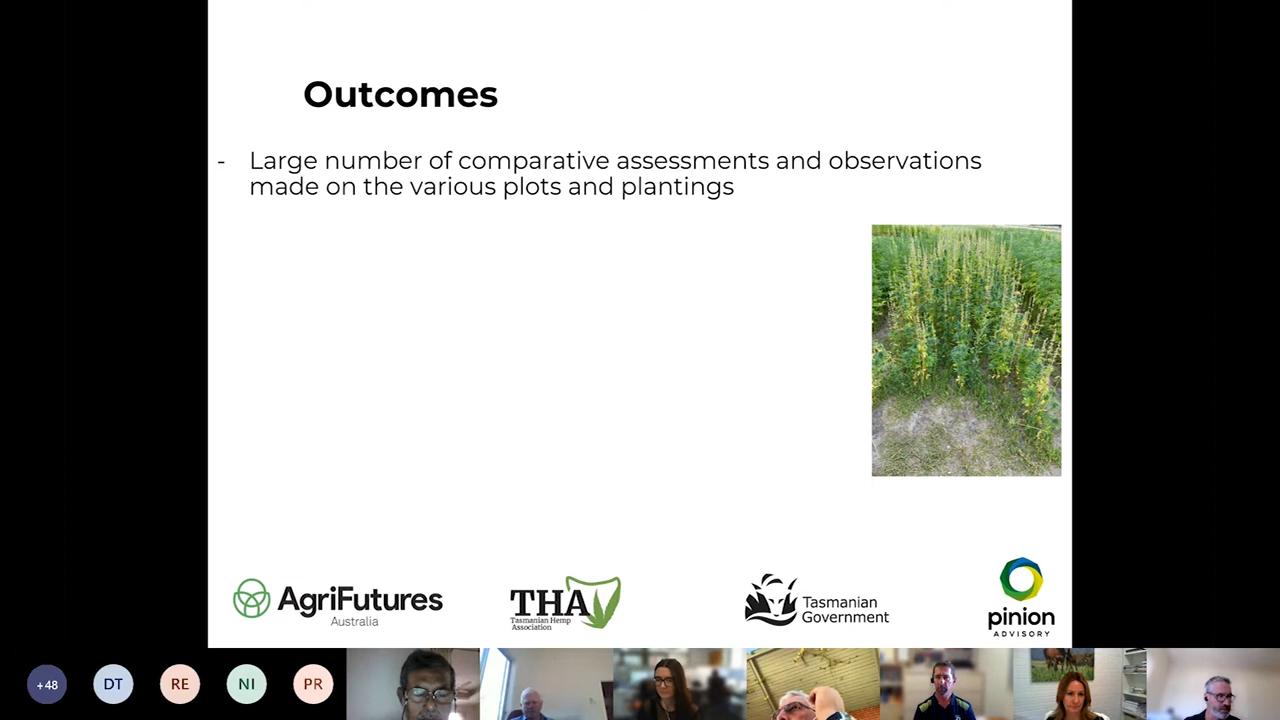 Outcomes
- Large number of comparative assessments and observations
made on the various plots and plantings
AgriFutures
Australia
THA
Tasmanian Hemp
Association
Tasmanian
Government
pinion
ADVISORY
+48
DT
RE
NI
PR